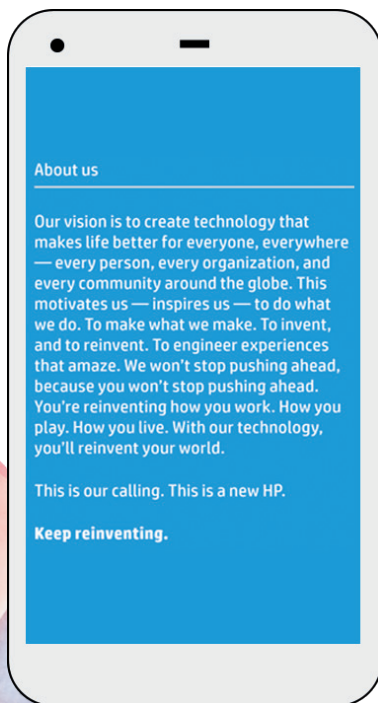 About us
Our vision is to create technology that
makes life better for everyone, everywhere
— every person, every organization, and
every community around the globe. This
motivates us — inspires us — to do what
we do. To make what we make. To invent,
and to reinvent. To engineer experiences
that amaze. We won’t stop pushing ahead,
because you won’t stop pushing ahead.
You’re reinventing how you work. How you
play. How you live. With our technology,
you’ll reinvent your world.
This is our calling. This is a new HP.
Keep reinventing.